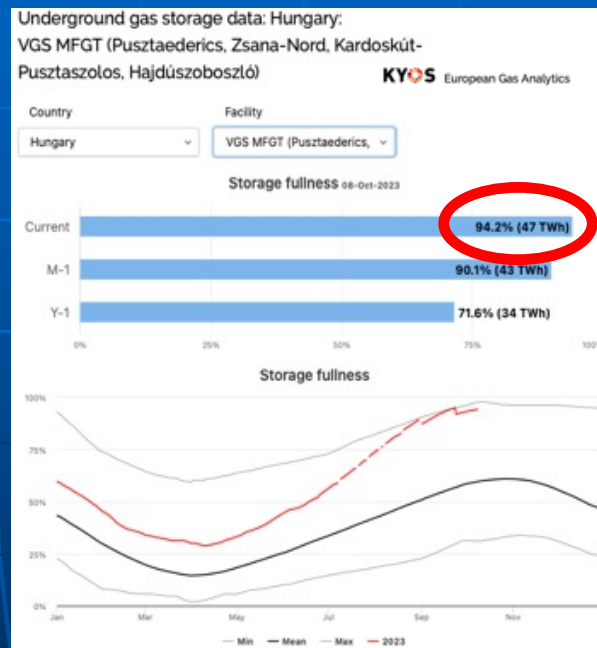 Underground gas storage data: Hungary:
VGS MFGT (Pusztaederics, Zsana-Nord, Kardoskút-
Pusztaszolos, Hajdúszoboszló)
KYOS European Gas Analytics
Country
Facility
Hungary
VGS MFGT (Pusztaederics,
Storage fullness 08-Oct-2023
Current
94.2% (47 TWh)
M-1
90.1% (43 TWh)
Y-1
71.6% (34 TWh)
0% 25% 50% 75% 100%
Storage fullness
100%
75%
50%
25%
0%
Jan Mar May Jul Sep Nov
Min Mean Max 2023